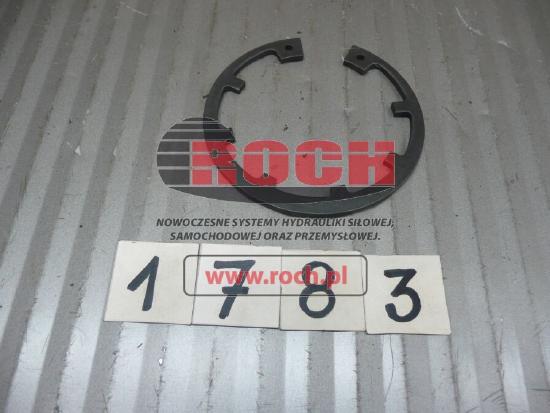 ROCH
NOWOCZESNE SYSTEMY HYDRAULIKI SIŁOWEJ,
SAMOCHODOWEJ ORAZ PRZEMYSŁOWEJ.
www.roch.pl
1 7 8 3